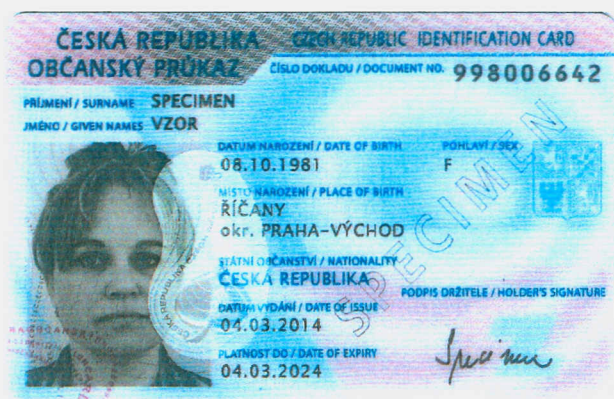 ČESKÁ REPUBLIKA CZECH REPUBLIC IDENTIFICATION CARD
OBČANSKÝ PRŮKAZ ČÍSLO DOKLADU / DOCUMENT NO. 998006642
PŘÍJMENÍ / SURNAME SPECIMEN
JMÉNO / GIVEN NAMES VZOR
DATUM NAROZENÍ / DATE OF BIRTH POHLAVÍ / SEX
08.10.1981 F
MÍSTO NAROZENÍ / PLACE OF BIRTH
ŘÍČANY
okr. PRAHA-VÝCHOD
STÁTNÍ OBČANSTVÍ / NATIONALITY
ČESKÁ REPUBLIKA
PODPIS DRŽITELE / HOLDER'S SIGNATURE
DATUM VYDÁNÍ / DATE OF ISSUE
04.03.2014
PLATNOST DO / DATE OF EXPIRY
04.03.2024
Specimen
SPECIMEN